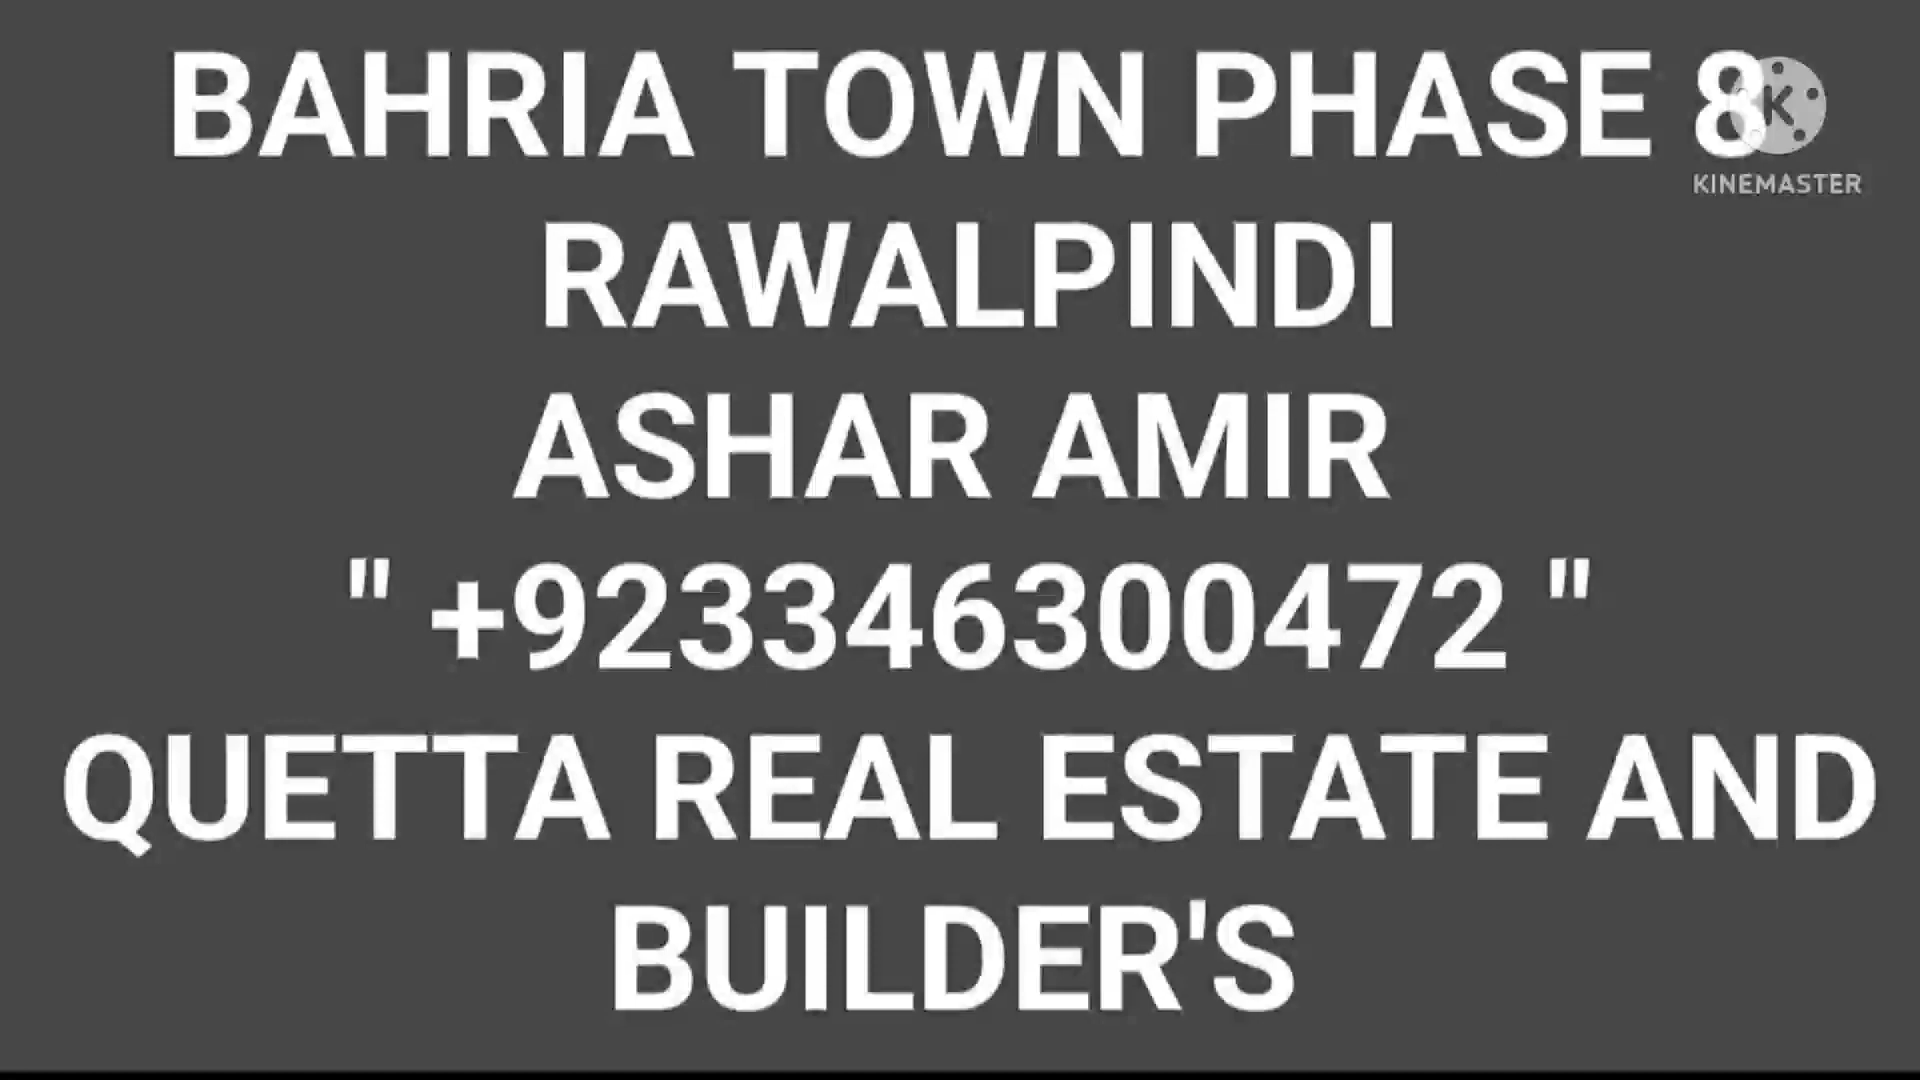 BAHRIA TOWN PHASE 8
K
KINEMASTER
RAWALPINDI
ASHAR AMIR
" +923346300472 "
QUETTA REAL ESTATE AND
BUILDER'S